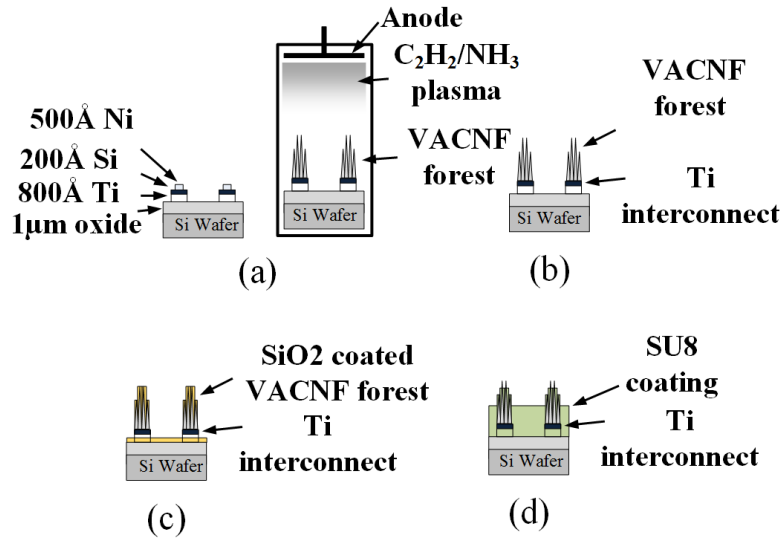 Anode
C₂H₂/NH₃
plasma
500Å Ni
200Å Si
800Å Ti
1μm oxide
Si Wafer
VACNF
forest
Si Wafer
(a)
VACNF
forest
Ti
interconnect
Si Wafer
(b)
SiO2 coated
VACNF forest
Ti
interconnect
Si Wafer
(c)
SU8
coating
Ti
interconnect
Si Wafer
(d)